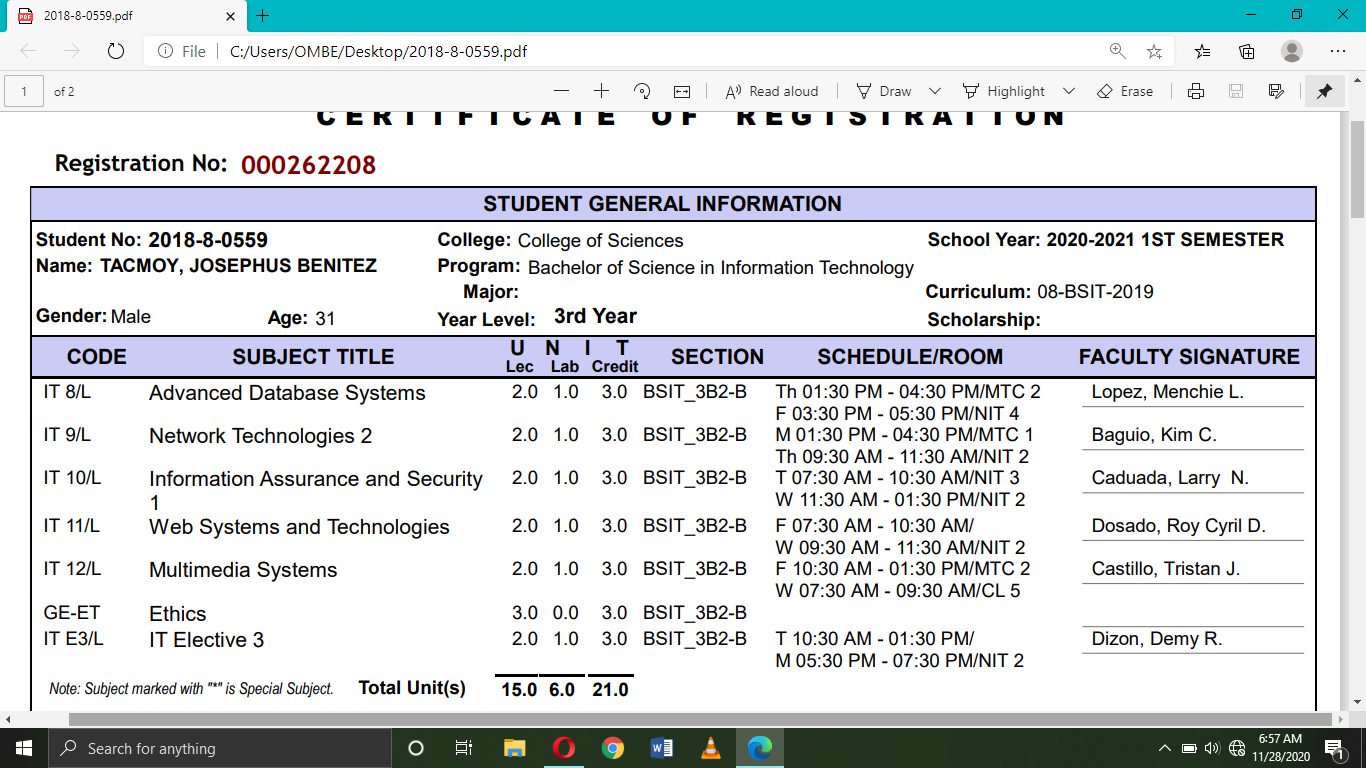 2018-8-0559.pdf
File C:/Users/OMBE/Desktop/2018-8-0559.pdf
1 of 2 Read aloud Draw Highlight Erase
CERTIFICATE OF REGISTRATION
Registration No: 000262208
STUDENT GENERAL INFORMATION
Student No: 2018-8-0559 College: College of Sciences School Year: 2020-2021 1ST SEMESTER
Name: TACMOY, JOSEPHUS BENITEZ Program: Bachelor of Science in Information Technology
Major: Curriculum: 08-BSIT-2019
Gender: Male Age: 31 Year Level: 3rd Year Scholarship:
CODE SUBJECT TITLE U N I T SECTION SCHEDULE/ROOM FACULTY SIGNATURE
Lec Lab Credit
IT 8/L Advanced Database Systems 2.0 1.0 3.0 BSIT_3B2-B Th 01:30 PM - 04:30 PM/MTC 2 Lopez, Menchie L.
F 03:30 PM - 05:30 PM/NIT 4
IT 9/L Network Technologies 2 2.0 1.0 3.0 BSIT_3B2-B M 01:30 PM - 04:30 PM/MTC 1 Baguio, Kim C.
Th 09:30 AM - 11:30 AM/NIT 2
IT 10/L Information Assurance and Security 2.0 1.0 3.0 BSIT_3B2-B T 07:30 AM - 10:30 AM/NIT 3 Caduada, Larry N.
1 W 11:30 AM - 01:30 PM/NIT 2
IT 11/L Web Systems and Technologies 2.0 1.0 3.0 BSIT_3B2-B F 07:30 AM - 10:30 AM/ Dosado, Roy Cyril D.
W 09:30 AM - 11:30 AM/NIT 2
IT 12/L Multimedia Systems 2.0 1.0 3.0 BSIT_3B2-B F 10:30 AM - 01:30 PM/MTC 2 Castillo, Tristan J.
W 07:30 AM - 09:30 AM/CL 5
GE-ET Ethics 3.0 0.0 3.0 BSIT_3B2-B
IT E3/L IT Elective 3 2.0 1.0 3.0 BSIT_3B2-B T 10:30 AM - 01:30 PM/ Dizon, Demy R.
M 05:30 PM - 07:30 PM/NIT 2
Note: Subject marked with "*" is Special Subject. Total Unit(s) 15.0 6.0 21.0
Search for anything 6:57 AM
11/28/2020 1